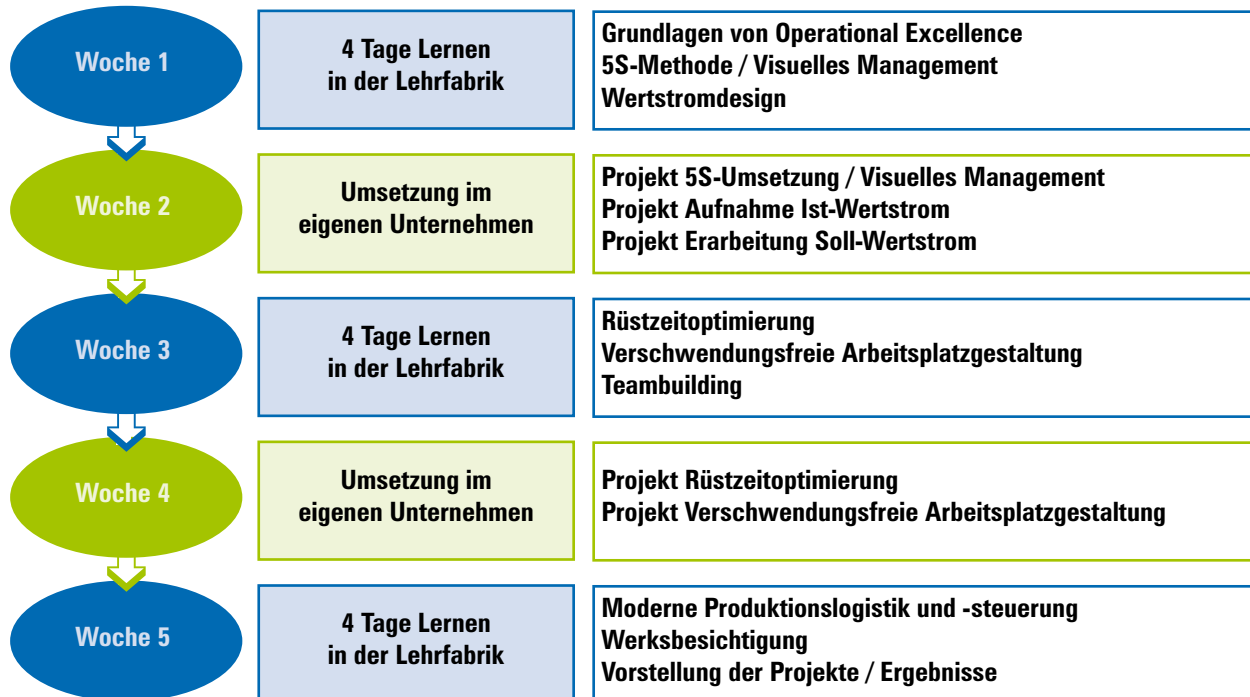 Woche 1
4 Tage Lernen
in der Lehrfabrik
Grundlagen von Operational Excellence
5S-Methode / Visuelles Management
Wertstromdesign
Woche 2
Umsetzung im
eigenen Unternehmen
Projekt 5S-Umsetzung / Visuelles Management
Projekt Aufnahme Ist-Wertstrom
Projekt Erarbeitung Soll-Wertstrom
Woche 3
4 Tage Lernen
in der Lehrfabrik
Rüstzeitoptimierung
Verschwendungsfreie Arbeitsplatzgestaltung
Teambuilding
Woche 4
Umsetzung im
eigenen Unternehmen
Projekt Rüstzeitoptimierung
Projekt Verschwendungsfreie Arbeitsplatzgestaltung
Woche 5
4 Tage Lernen
in der Lehrfabrik
Moderne Produktionslogistik und -steuerung
Werksbesichtigung
Vorstellung der Projekte / Ergebnisse